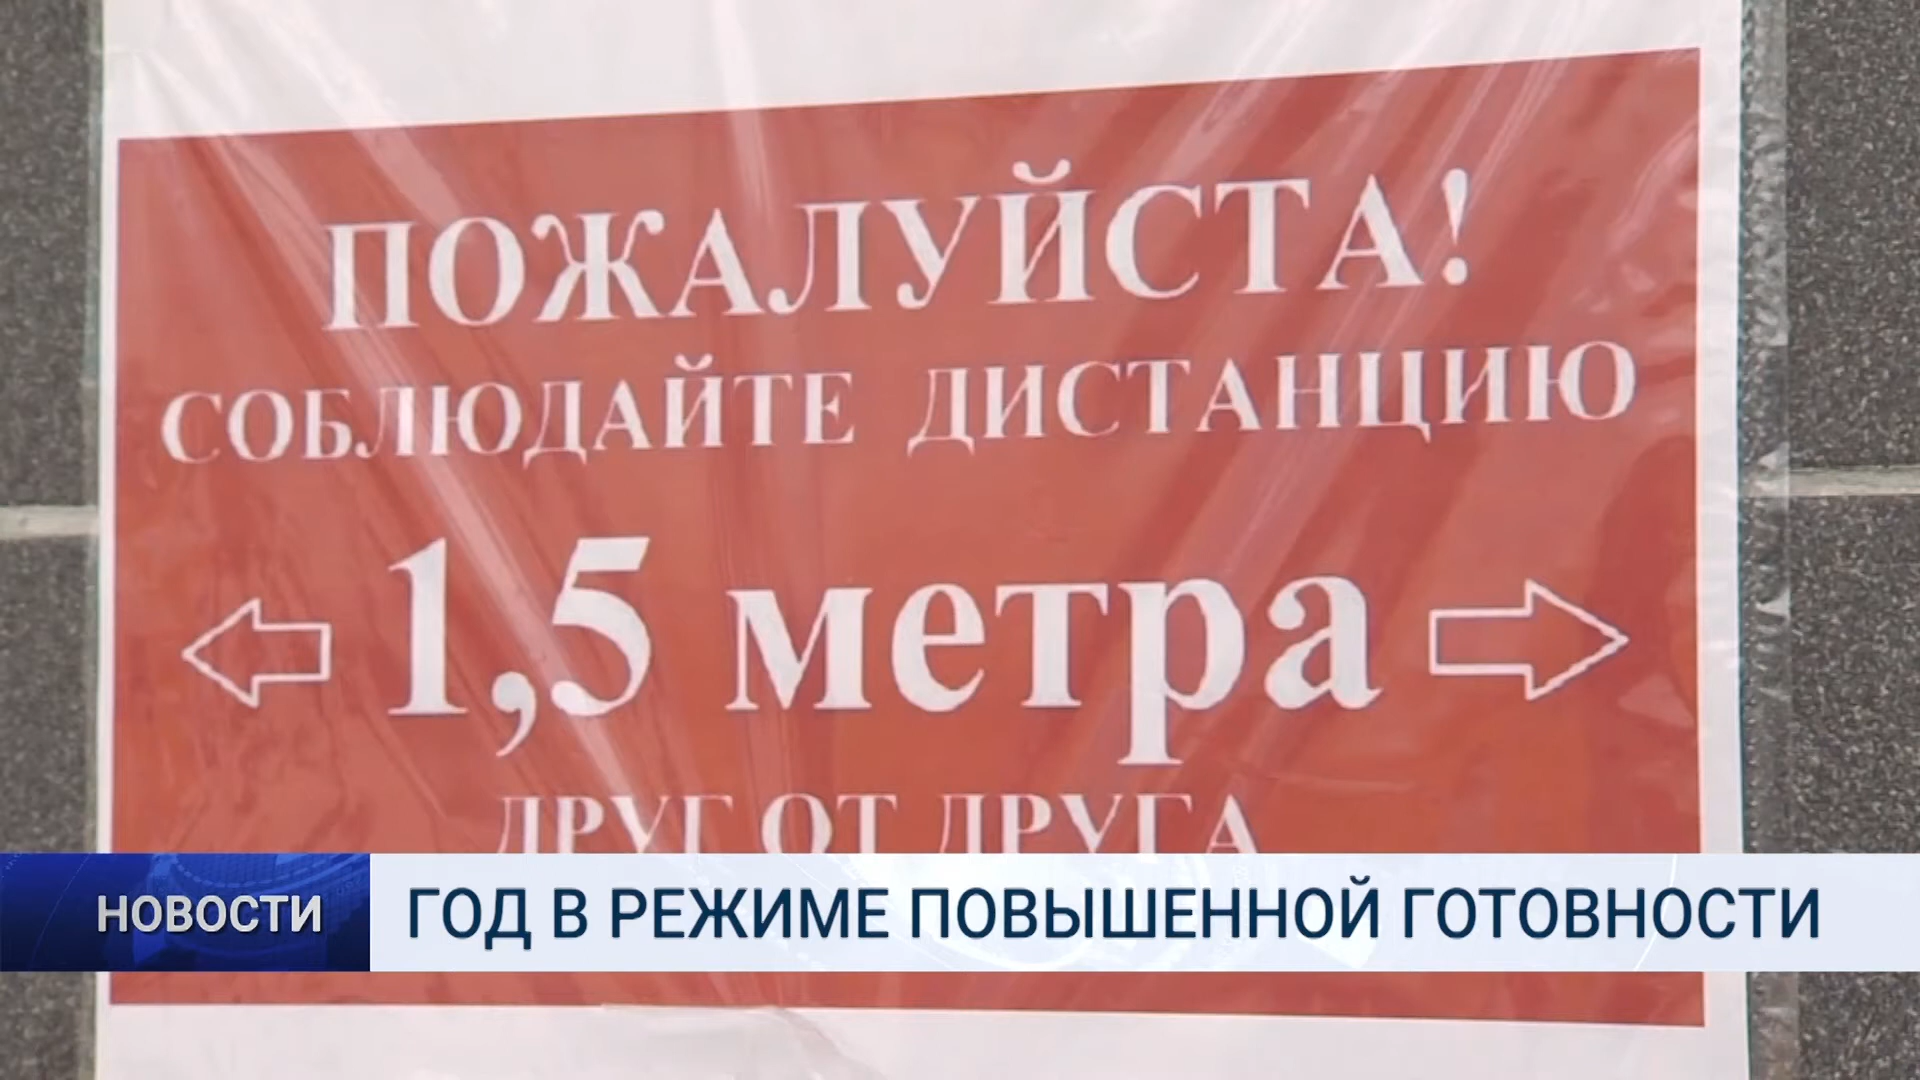 ПОЖАЛУЙСТА!
СОБЛЮДАЙТЕ ДИСТАНЦИЮ
1,5 метра
ДРУГ ОТ ДРУГА
НОВОСТИ
ГОД В РЕЖИМЕ ПОВЫШЕННОЙ ГОТОВНОСТИ